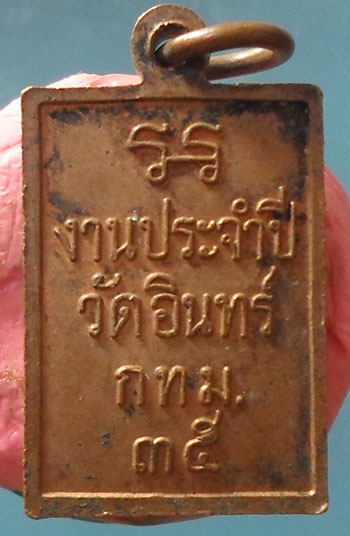 รร
งานประจำปี
วัดอินทร์
กทม.
๓๕